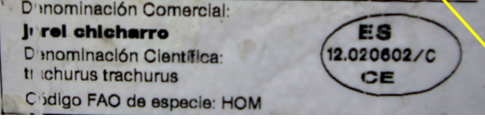 Denominación Comercial:
jurel chicharro
Denominación Científica:
trachurus trachurus
Código FAO de especie: HOM
ES
12.020602/C
CE